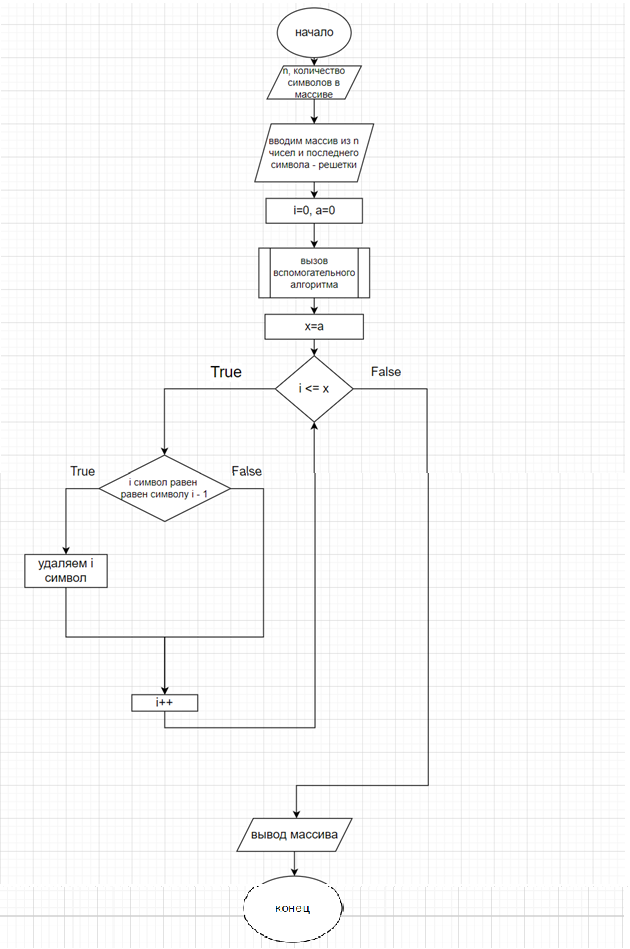 начало
n, количество
символов в
массиве
вводим массив из n
чисел и последнего
символа - решетки
i=0, a=0
вызов
вспомогательного
алгоритма
x=a
True
False
i <= x
True
False
i символ равен
равен символу i - 1
удаляем i
символ
i++
вывод массива
конец